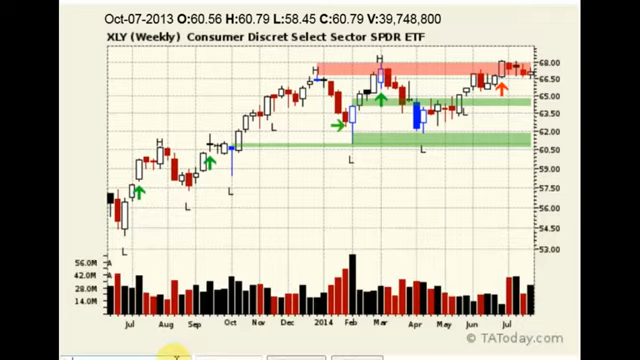 Oct-07-2013 O:60.56 H:60.79 L:58.45 C:60.79 V:39,748,800
XLY (Weekly) Consumer Discret Select Sector SPDR ETF
H H 68.00
66.50
65.00
L L 63.50
62.00
H L L 60.50
59.00
L L 57.50
56.00
54.50
L 53.00
56.0M A
42.0M A
28.0M
14.0M
Jul Aug Sep Oct Nov Dec 2014 Feb Mar Apr May Jun Jul
© TAToday.com